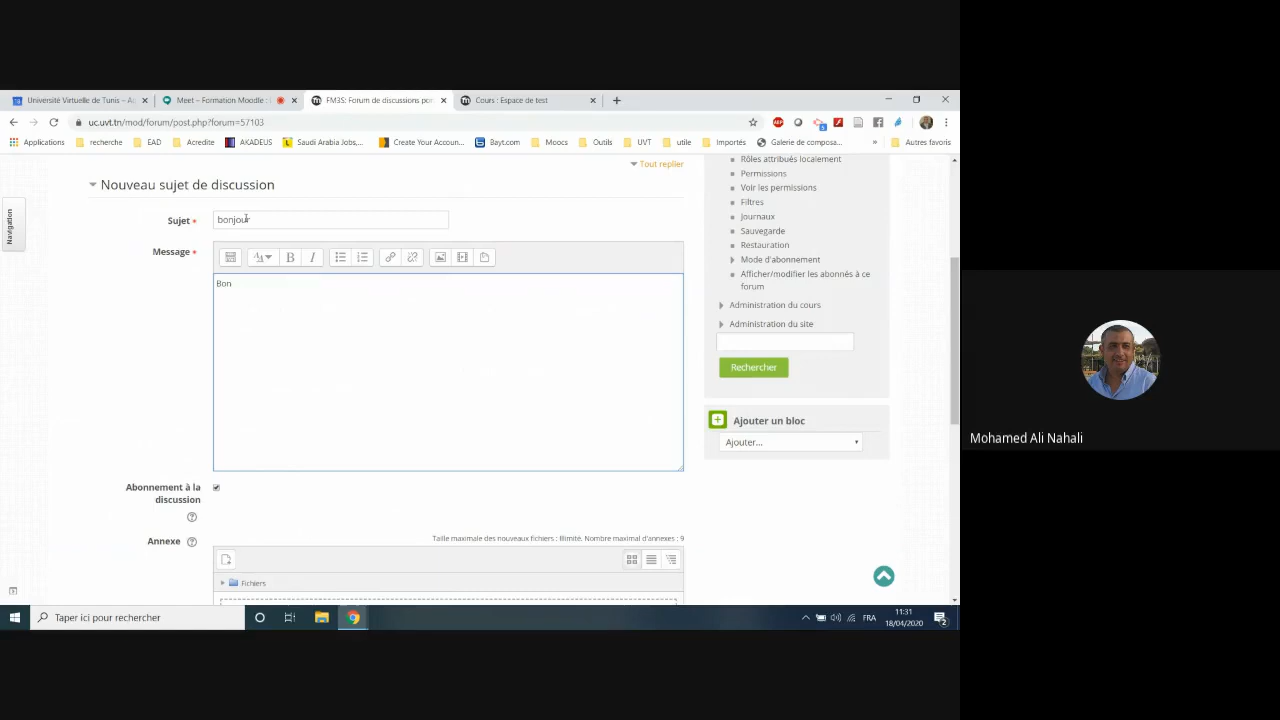 Université Virtuelle de Tunis – A
Meet – Formation Moodle :
FM3S: Forum de discussions po
Cours : Espace de test
uc.uvt.tn/mod/forum/post.php?forum=57103
Applications
recherche
EAD
Acredite
AKADEUS
Saudi Arabia Jobs,...
Create Your Accoun...
Bayt.com
Moocs
Outils
UVT
utile
Importés
Galerie de composa...
»
Autres favoris
Tout replier
Nouveau sujet de discussion
Navigation
Sujet *
bonjour
Message *
Bon
Abonnement à la
discussion
Annexe
Taille maximale des nouveaux fichiers : Illimité. Nombre maximal d'annexes : 9
Fichiers
Rôles attribués localement
Permissions
Voir les permissions
Filtres
Journaux
Sauvegarde
Restauration
Mode d'abonnement
Afficher/modifier les abonnés à ce
forum
Administration du cours
Administration du site
Rechercher
Ajouter un bloc
Ajouter...
Mohamed Ali Nahali
Taper ici pour rechercher
FRA
11:31
18/04/2020
2